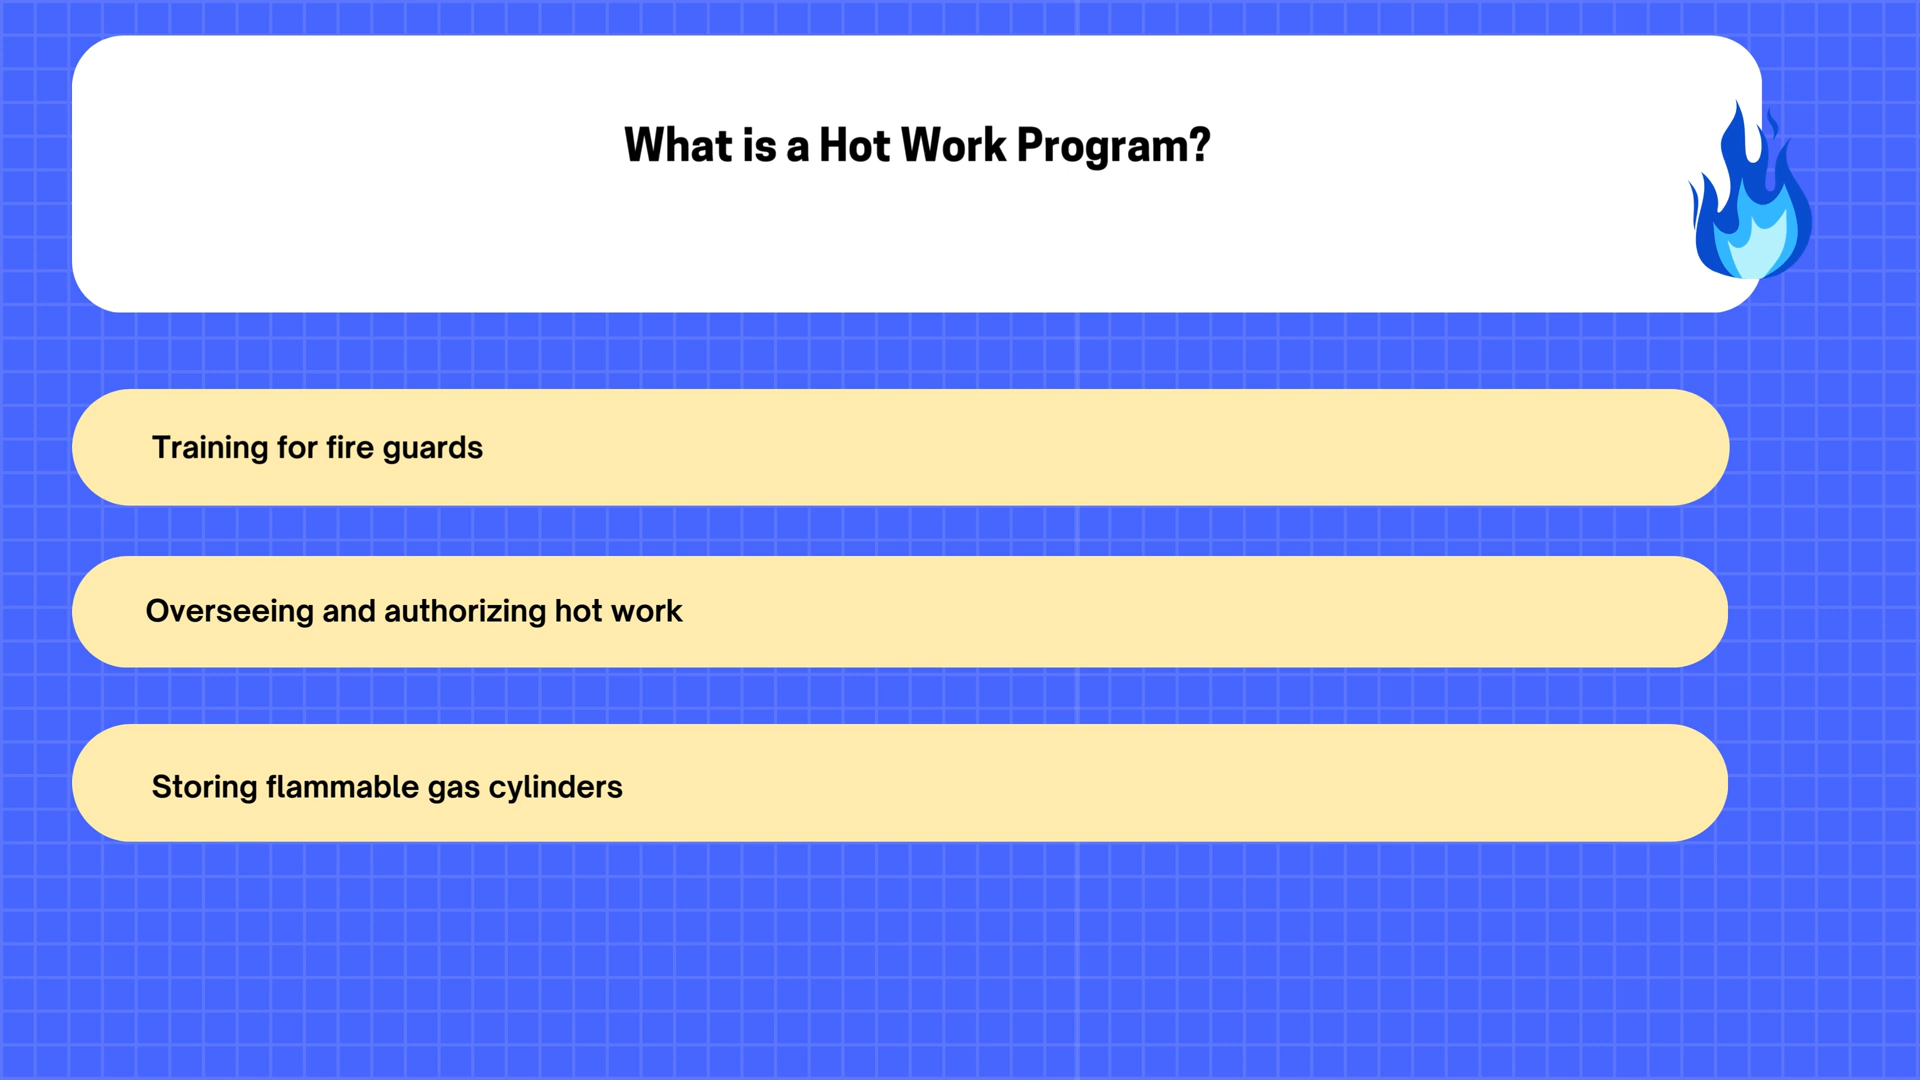 What is a Hot Work Program?
Training for fire guards
Overseeing and authorizing hot work
Storing flammable gas cylinders